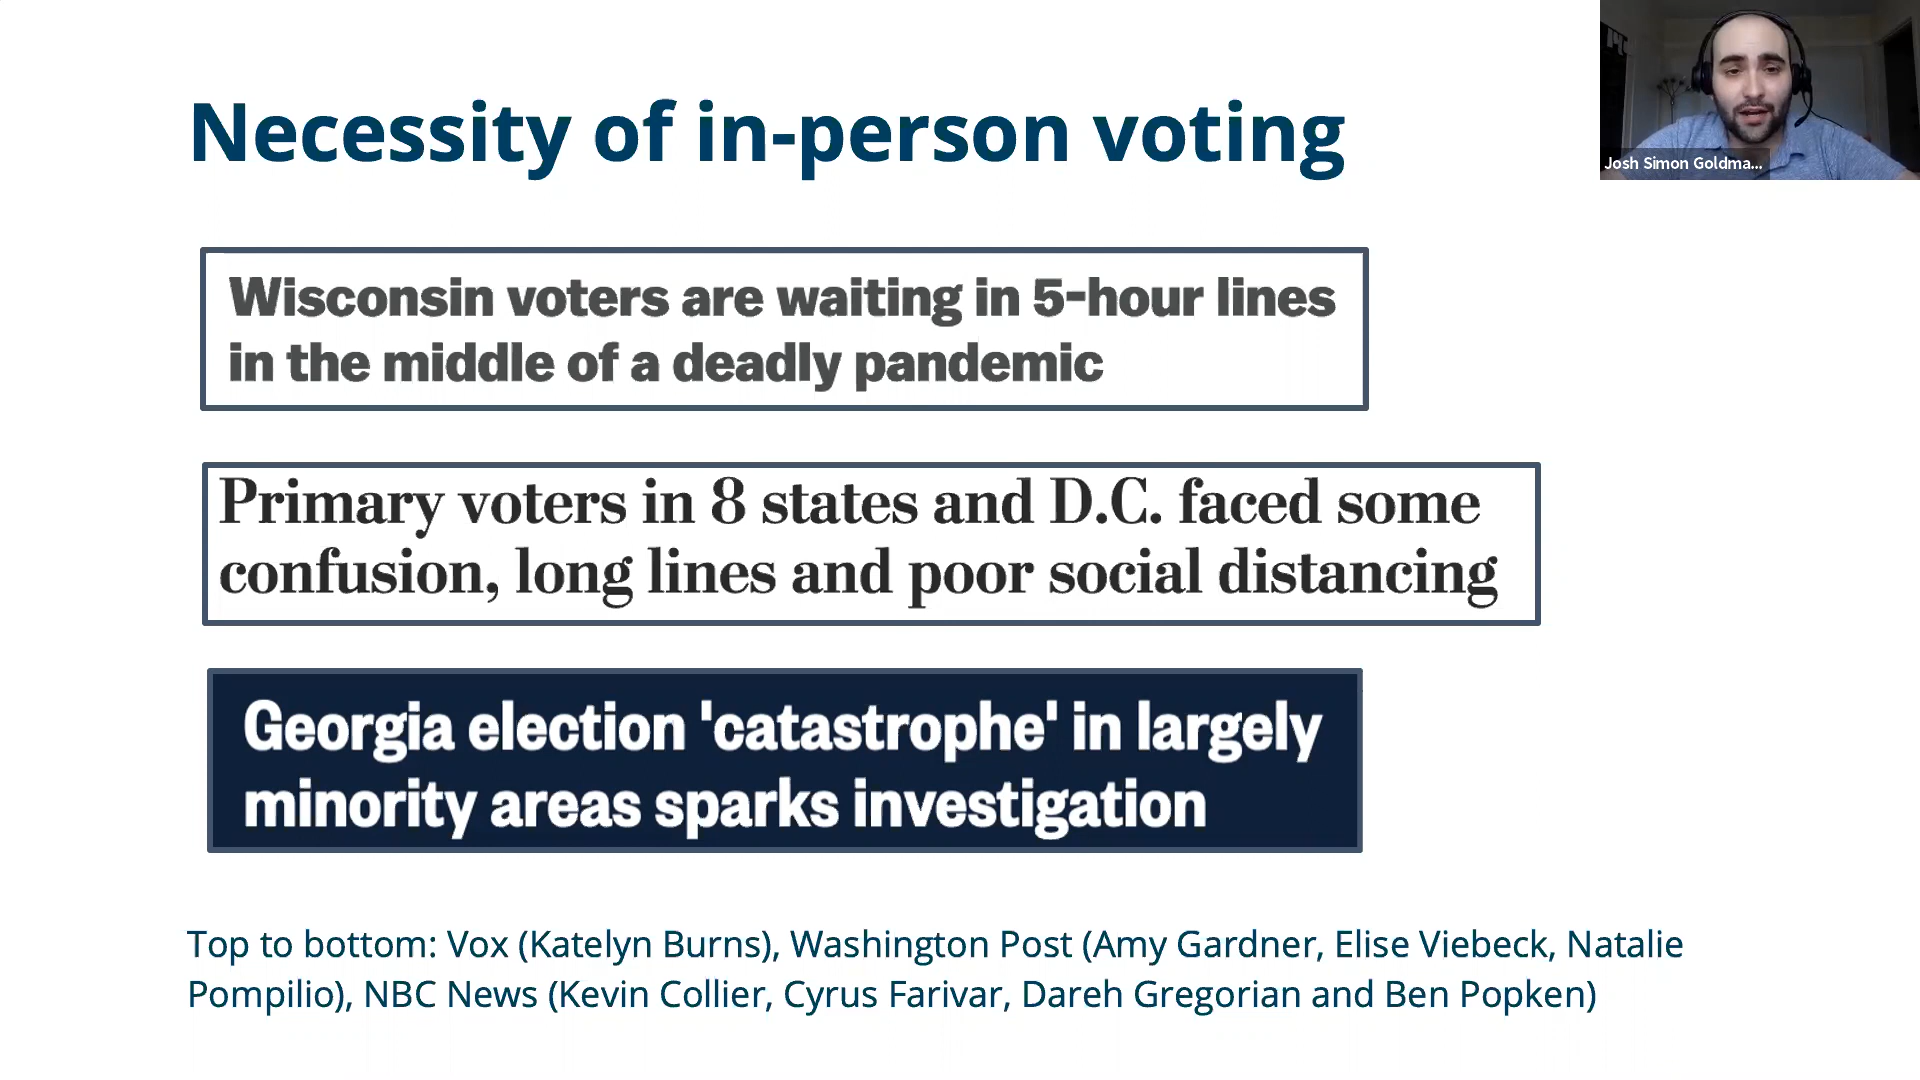 Necessity of in-person voting
Josh Simon Goldma...
Wisconsin voters are waiting in 5-hour lines
in the middle of a deadly pandemic
Primary voters in 8 states and D.C. faced some
confusion, long lines and poor social distancing
Georgia election 'catastrophe' in largely
minority areas sparks investigation
Top to bottom: Vox (Katelyn Burns), Washington Post (Amy Gardner, Elise Viebeck, Natalie
Pompilio), NBC News (Kevin Collier, Cyrus Farivar, Dareh Gregorian and Ben Popken)